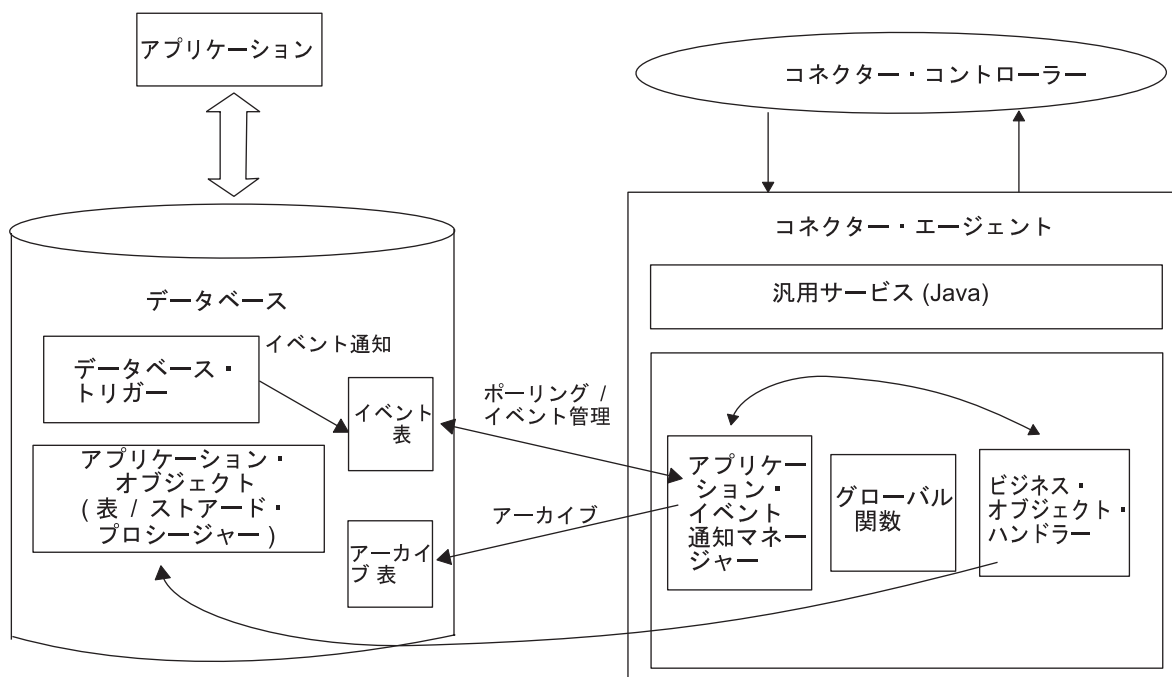 アプリケーション
コネクター・コントローラー
コネクター・エージェント
汎用サービス (Java)
データベース
イベント通知
データベース・
トリガー
イベント
表
ポーリング /
イベント管理
アプリケーション・
オブジェクト
( 表 / ストアード・
プロシージャー )
アーカイブ
アーカイ
ブ 表
アプリケー
ション・
イベント
通知マネー
ジャー
グローバル
関数
ビジネス・
オブジェクト・
ハンドラー